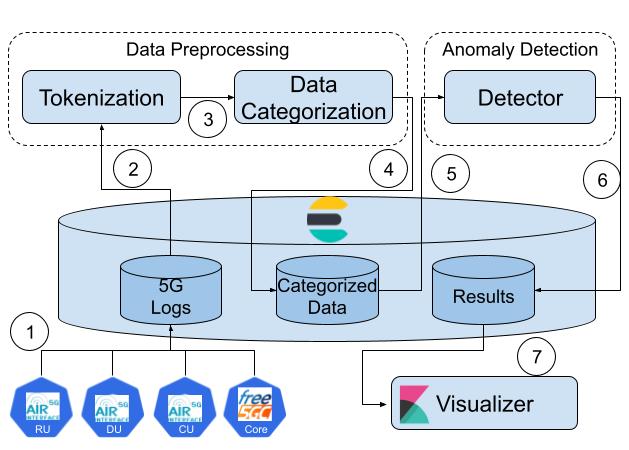 Data Preprocessing
Anomaly Detection
Tokenization
Data
Categorization
Detector
3
2
4
5
6
5G
Logs
Categorized
Data
Results
1
7
AIR 5G
INTERFACE
RU
AIR 5G
INTERFACE
DU
AIR 5G
INTERFACE
CU
free
5GC
Core
Visualizer